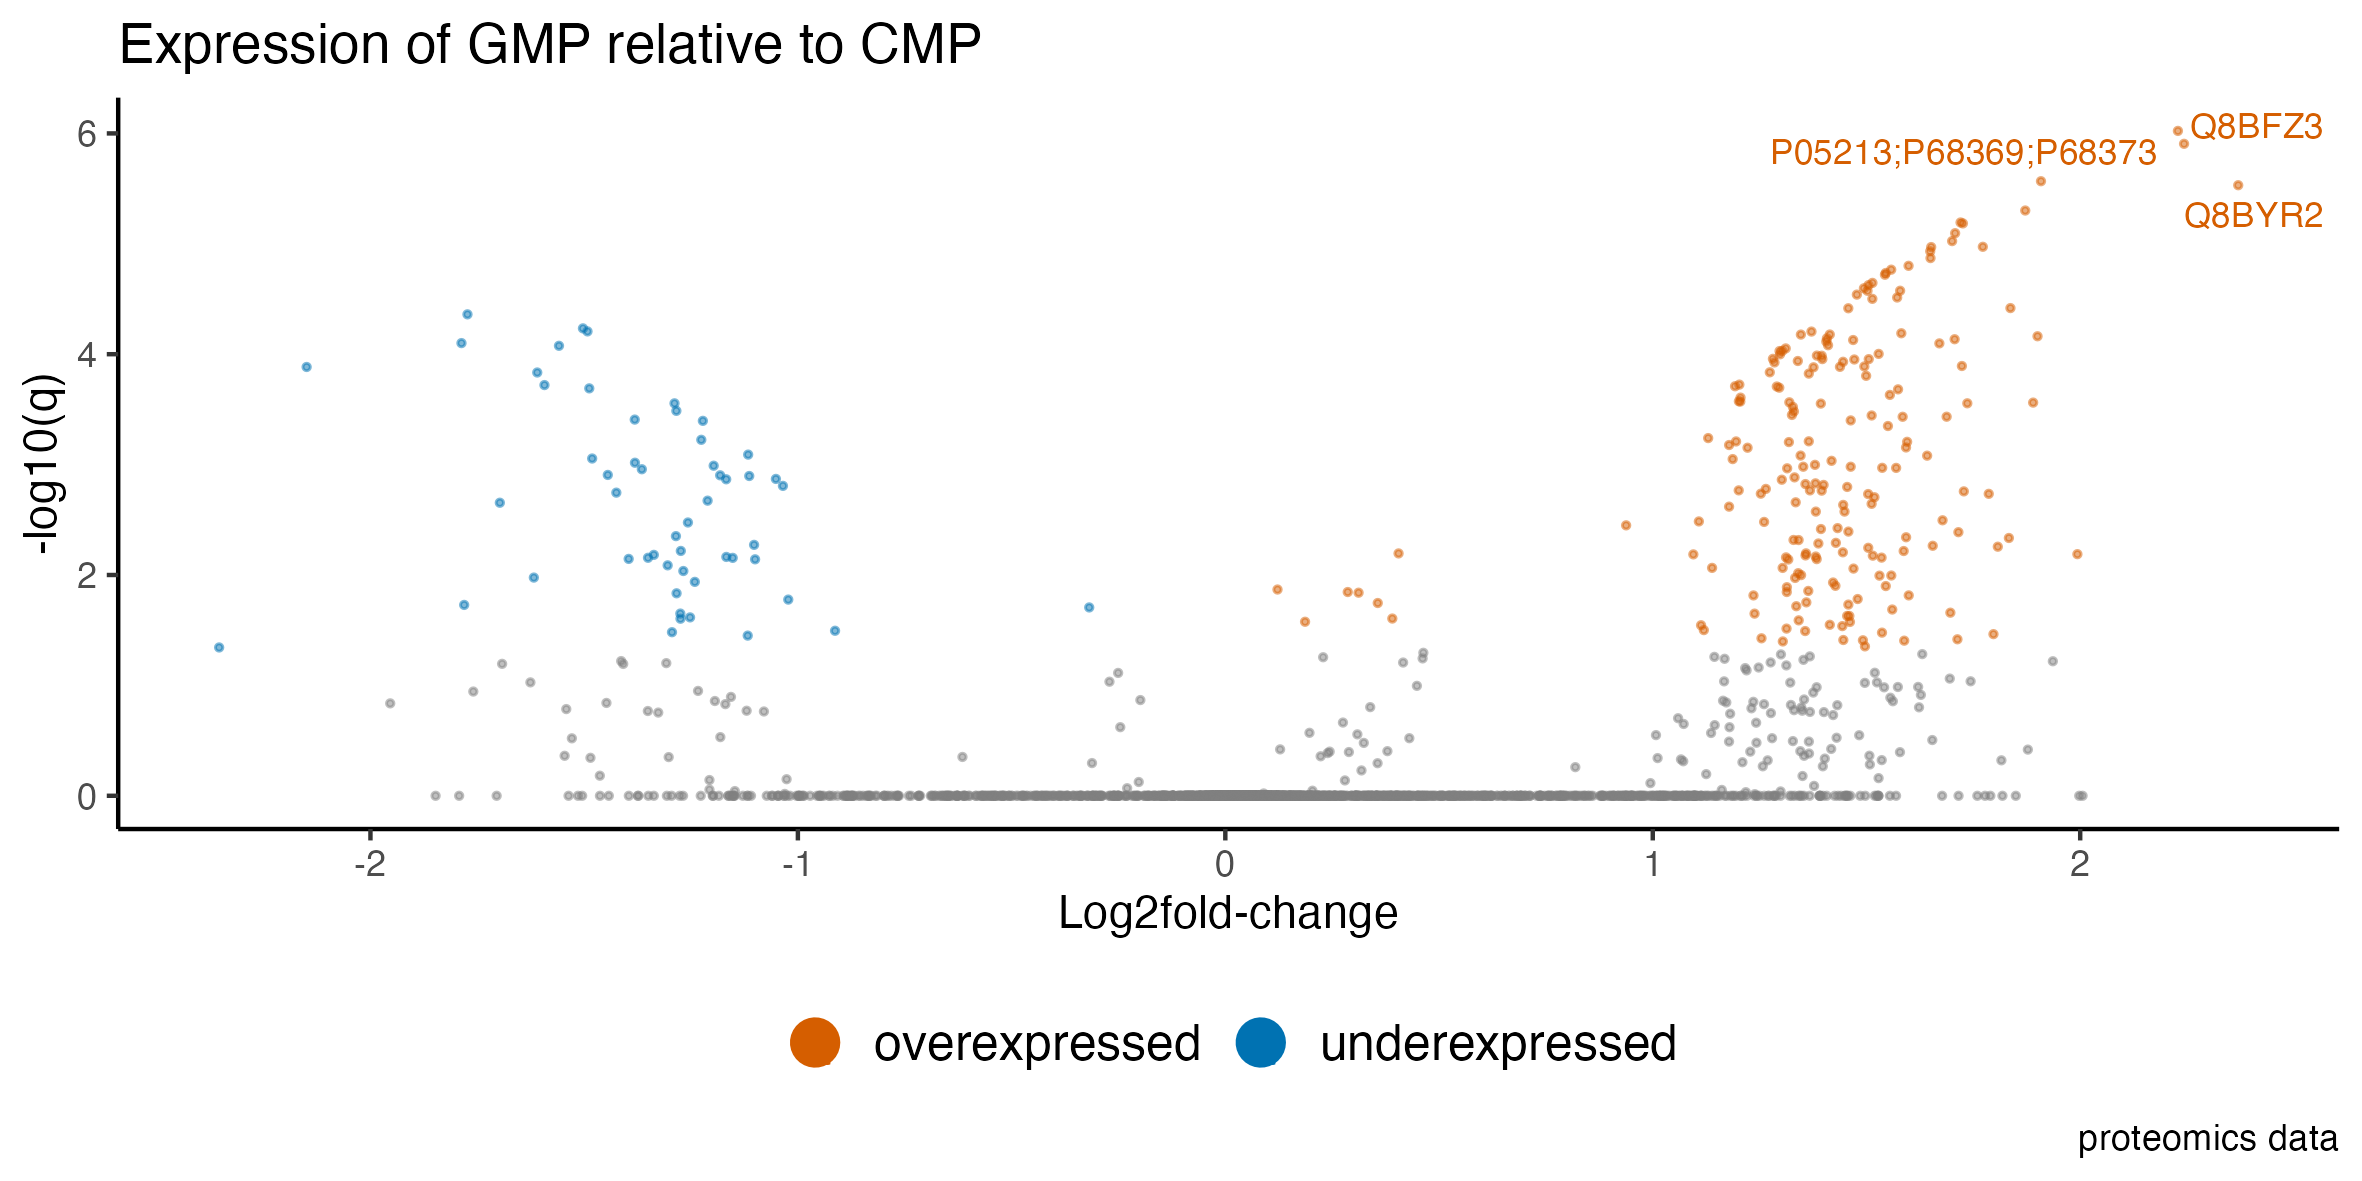 Expression of GMP relative to CMP
6
4
2
0
-log10(q)
Q8BFZ3
P05213;P68369;P68373
Q8BYR2
-2 -1 0 1 2
Log2fold-change
overexpressed underexpressed
proteomics data